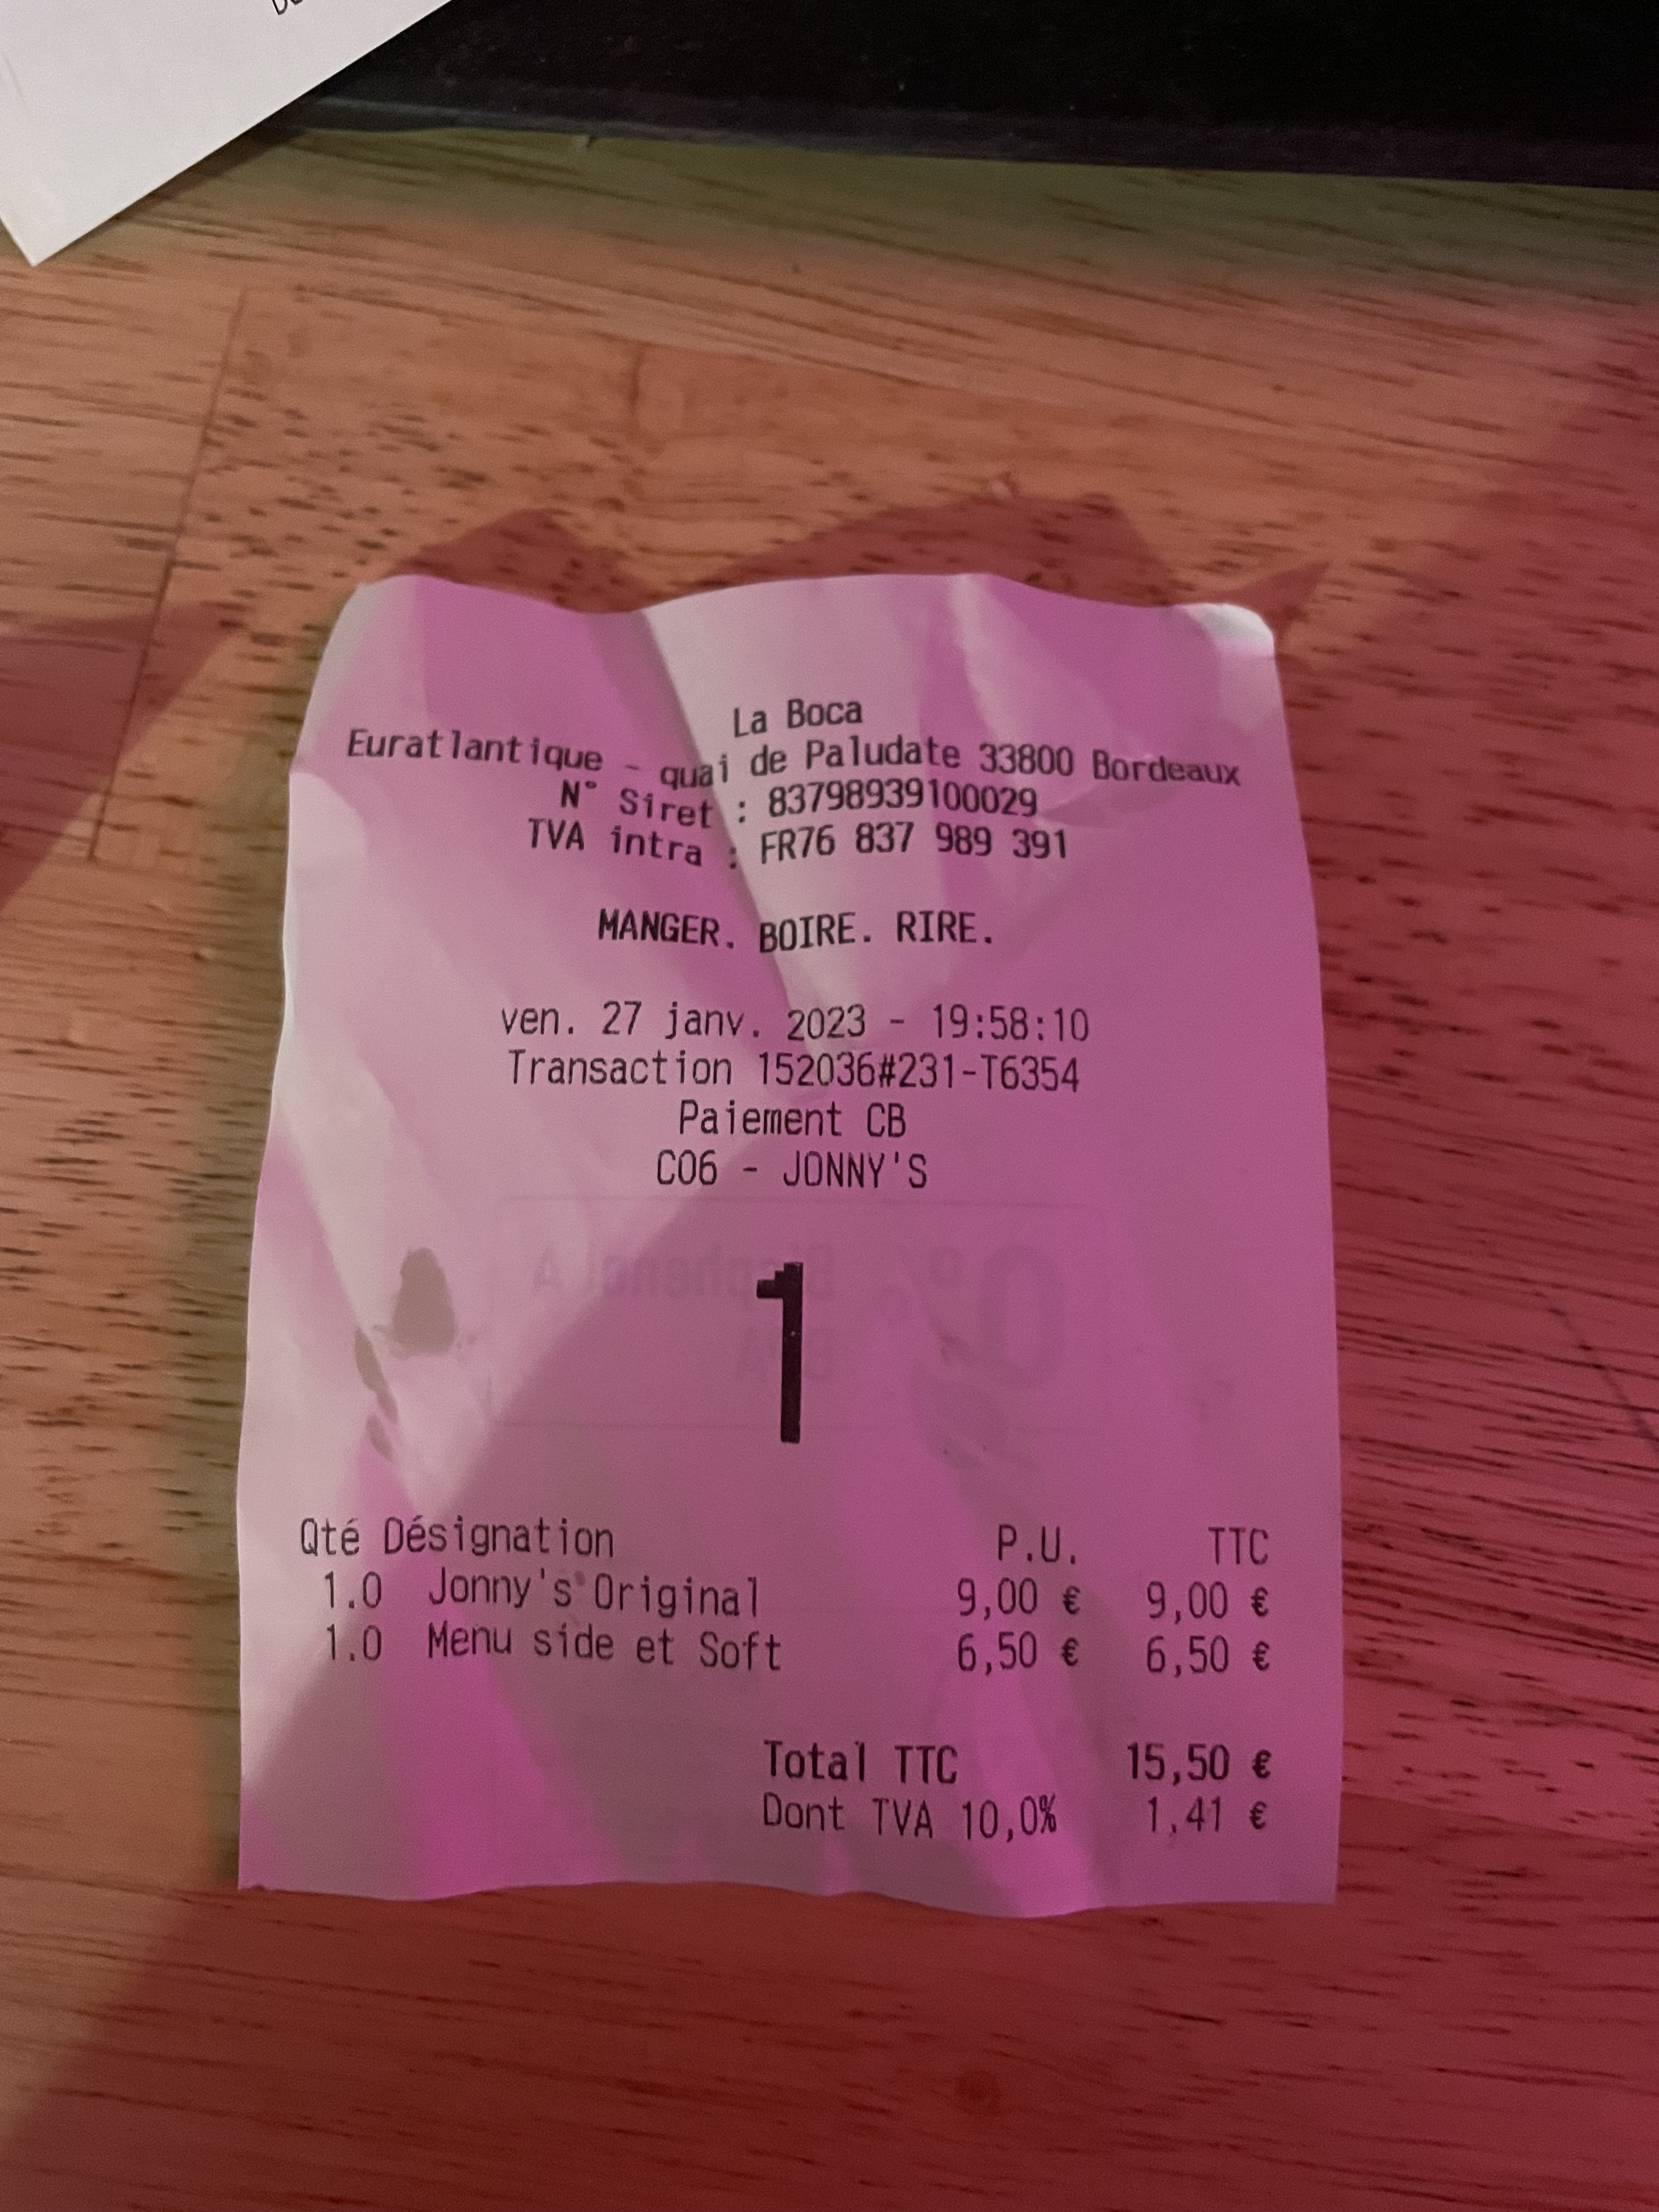 La Boca
Euratlantique - quai de Paludate 33800 Bordeaux
N° Siret : 83798939100029
TVA intra : FR76 837 989 391
MANGER. BOIRE. RIRE.
ven. 27 janv. 2023 - 19:58:10
Transaction 152036#231-T6354
Paiement CB
C06 - JONNY'S
1
Qté Désignation P.U. TTC
1.0 Jonny's Original 9,00 € 9,00 €
1.0 Menu side et Soft 6,50 € 6,50 €
Total TTC 15,50 €
Dont TVA 10,0% 1,41 €